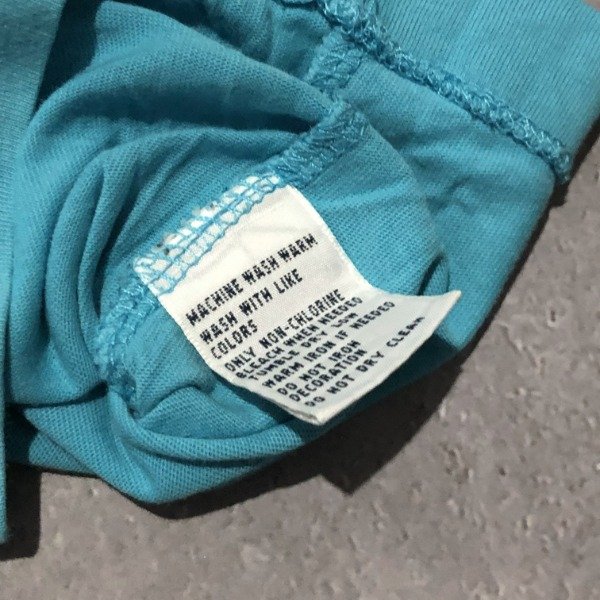 MACHINE WASH WARM
WASH WITH LIKE
COLORS
ONLY NON-CHLORINE
BLEACH WHEN NEEDED
TUMBLE DRY LOW
WARM IRON IF NEEDED
DO NOT IRON
DECORATION
DO NOT DRY CLEAN